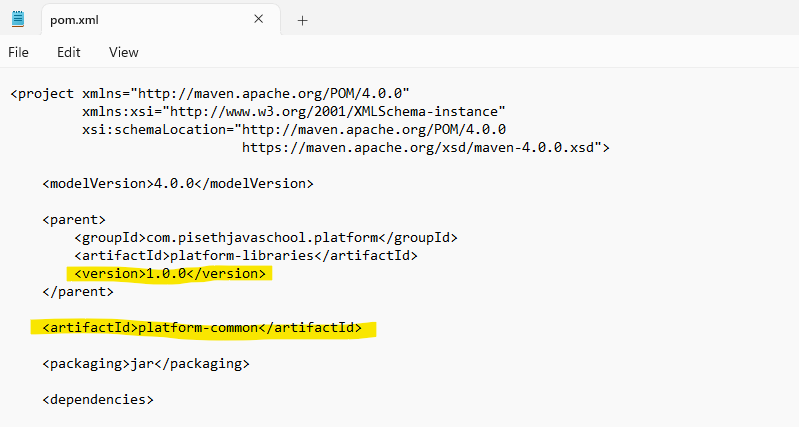 pom.xml
File Edit View
<project xmlns="http://maven.apache.org/POM/4.0.0"
xmlns:xsi="http://www.w3.org/2001/XMLSchema-instance"
xsi:schemaLocation="http://maven.apache.org/POM/4.0.0
https://maven.apache.org/xsd/maven-4.0.0.xsd">
<modelVersion>4.0.0</modelVersion>
<parent>
<groupId>com.pisethjavaschool.platform</groupId>
<artifactId>platform-libraries</artifactId>
<version>1.0.0</version>
</parent>
<artifactId>platform-common</artifactId>
<packaging>jar</packaging>
<dependencies>